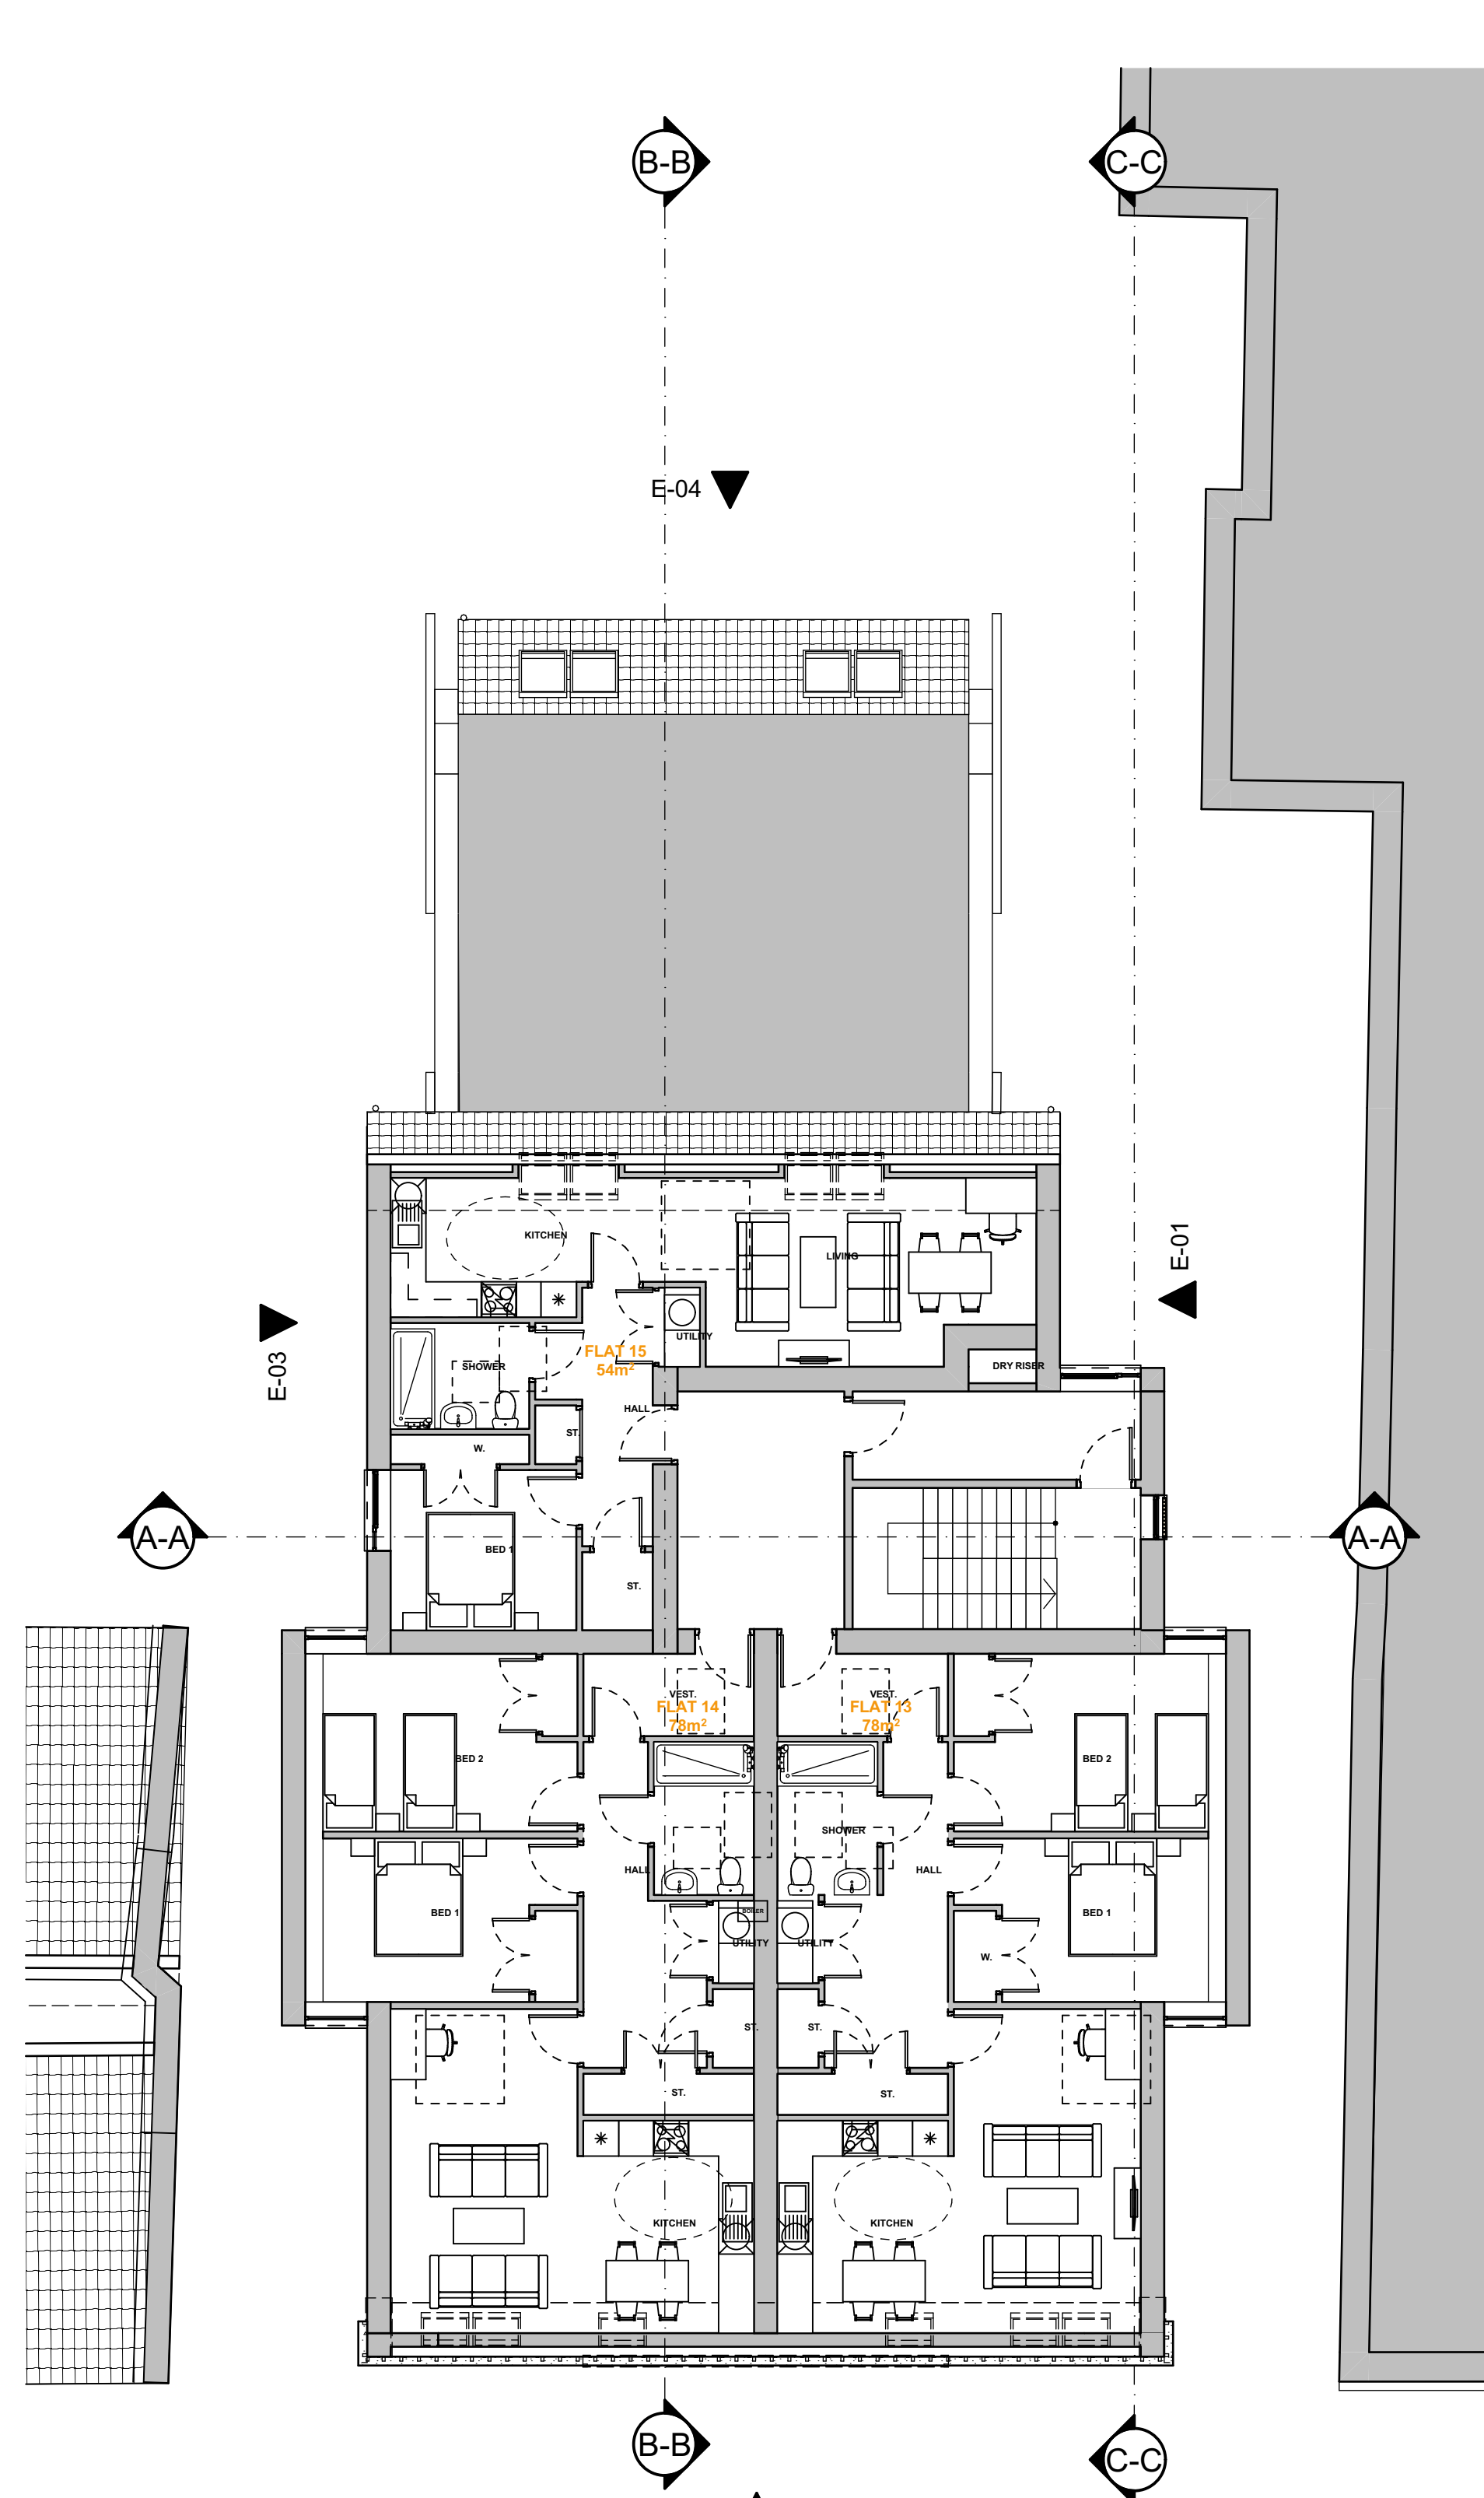 B-B
C-C
E-04
E-01
E-03
KITCHEN
LIVING
UTILITY
FLAT 15
54m²
SHOWER
DRY RISER
HALL
ST.
W.
A-A
A-A
BED 1
ST.
VEST.
VEST.
FLAT 14
78m²
FLAT 13
78m²
BED 2
BED 2
SHOWER
HALL
HALL
BED 1
BOILER
BED 1
UTILITY
UTILITY
W.
ST.
ST.
ST.
ST.
KITCHEN
KITCHEN
B-B
C-C